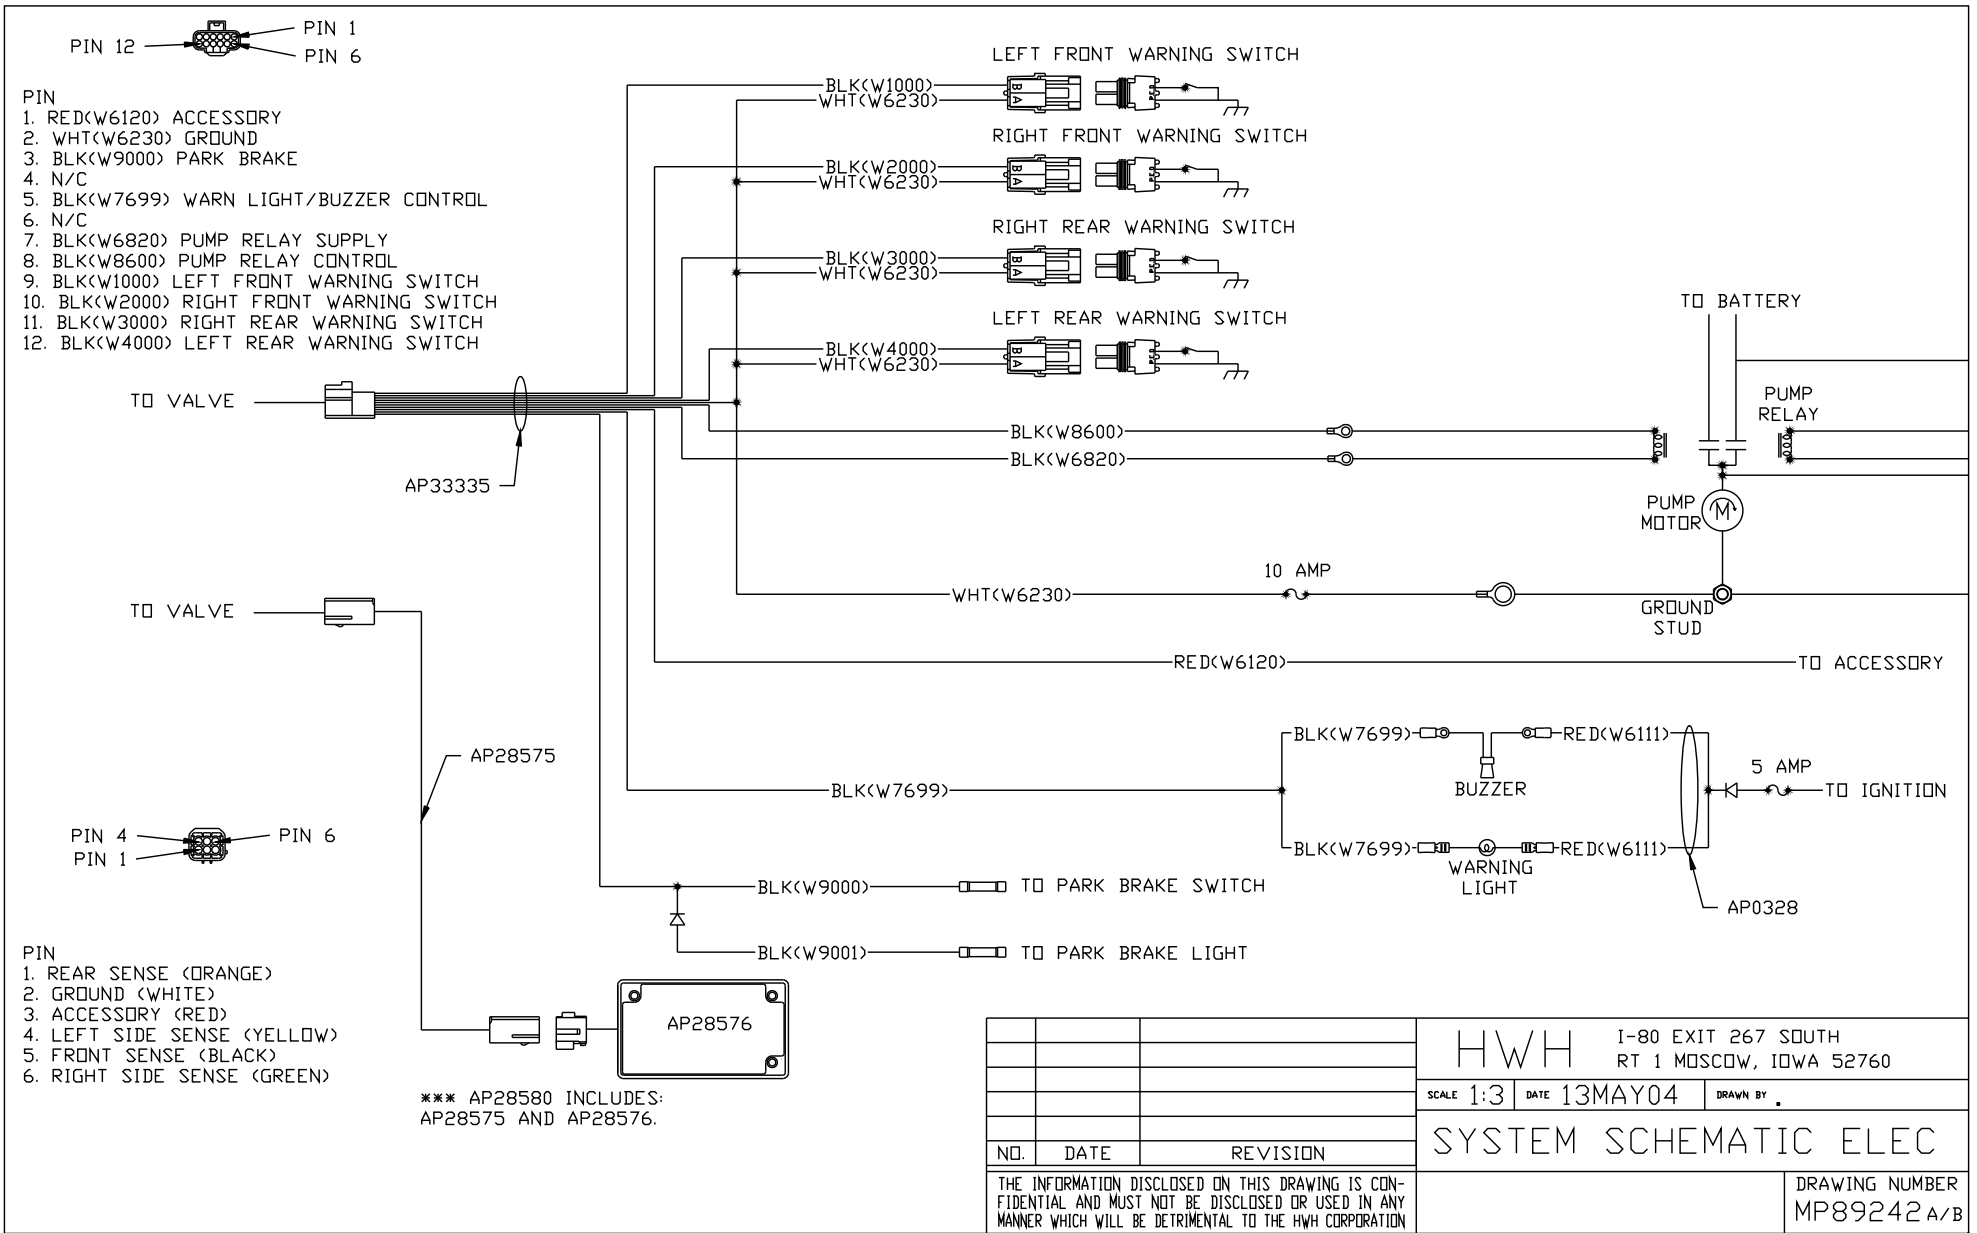 PIN 12
PIN 1
PIN 6
PIN
1. RED(W6120) ACCESSORY
2. WHT(W6230) GROUND
3. BLK(W9000) PARK BRAKE
4. N/C
5. BLK(W7699) WARN LIGHT/BUZZER CONTROL
6. N/C
7. BLK(W6820) PUMP RELAY SUPPLY
8. BLK(W8600) PUMP RELAY CONTROL
9. BLK(W1000) LEFT FRONT WARNING SWITCH
10. BLK(W2000) RIGHT FRONT WARNING SWITCH
11. BLK(W3000) RIGHT REAR WARNING SWITCH
12. BLK(W4000) LEFT REAR WARNING SWITCH
LEFT FRONT WARNING SWITCH
BLK(W1000)
WHT(W6230)
B
A
RIGHT FRONT WARNING SWITCH
BLK(W2000)
WHT(W6230)
B
A
RIGHT REAR WARNING SWITCH
BLK(W3000)
WHT(W6230)
B
A
LEFT REAR WARNING SWITCH
BLK(W4000)
WHT(W6230)
B
A
TO BATTERY
PUMP
RELAY
TO VALVE
AP33335
BLK(W8600)
BLK(W6820)
PUMP
MOTOR
M
10 AMP
WHT(W6230)
GROUND
STUD
TO VALVE
RED(W6120)
TO ACCESSORY
AP28575
BLK(W7699)
RED(W6111)
BUZZER
5 AMP
TO IGNITION
BLK(W7699)
BLK(W7699)
RED(W6111)
WARNING
LIGHT
AP0328
PIN 4
PIN 1
PIN 6
BLK(W9000)
TO PARK BRAKE SWITCH
BLK(W9001)
TO PARK BRAKE LIGHT
PIN
1. REAR SENSE (ORANGE)
2. GROUND (WHITE)
3. ACCESSORY (RED)
4. LEFT SIDE SENSE (YELLOW)
5. FRONT SENSE (BLACK)
6. RIGHT SIDE SENSE (GREEN)
AP28576
*** AP28580 INCLUDES:
AP28575 AND AP28576.
NO. DATE REVISION
THE INFORMATION DISCLOSED ON THIS DRAWING IS CON-
FIDENTIAL AND MUST NOT BE DISCLOSED OR USED IN ANY
MANNER WHICH WILL BE DETRIMENTAL TO THE HWH CORPORATION
HWH
I-80 EXIT 267 SOUTH
RT 1 MOSCOW, IOWA 52760
SCALE 1:3 DATE 13MAY04 DRAWN BY .
SYSTEM SCHEMATIC ELEC
DRAWING NUMBER
MP89242 A/B